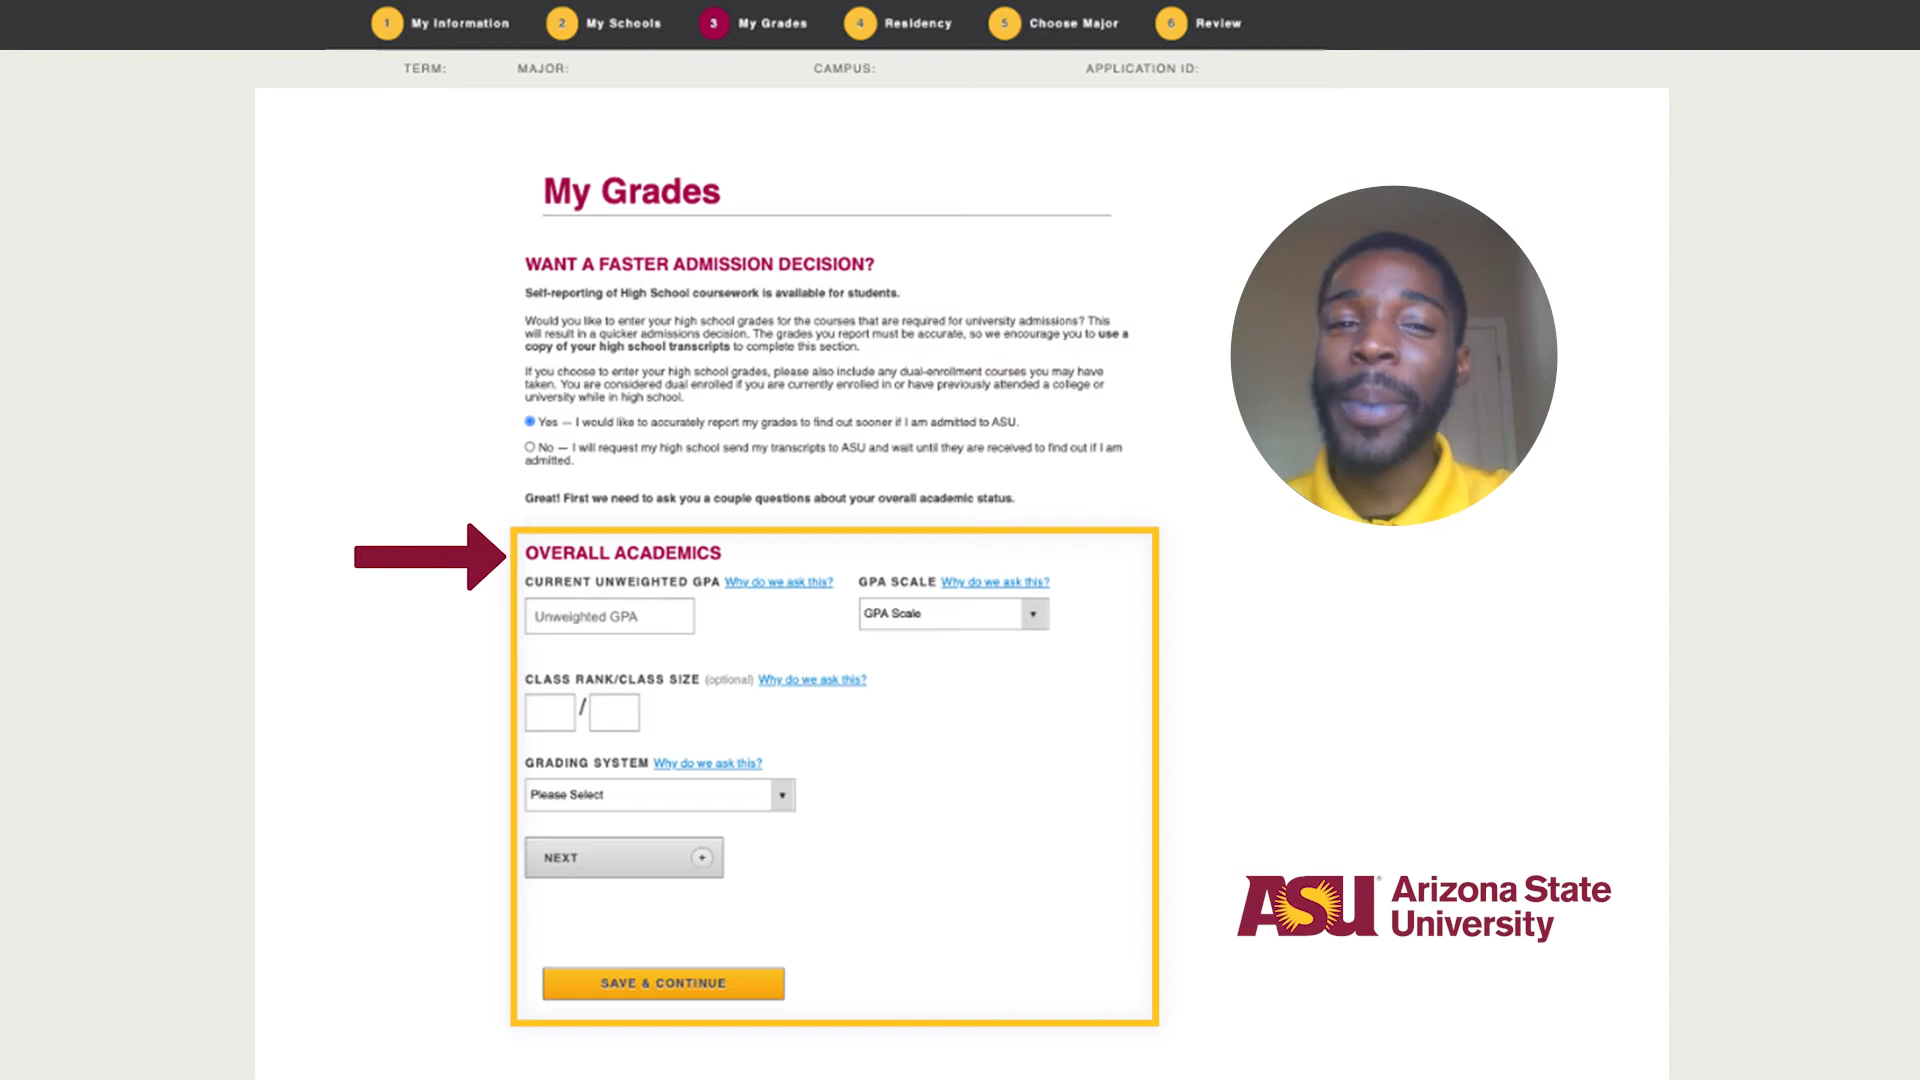 1 My Information 2 My Schools 3 My Grades 4 Residency 5 Choose Major 6 Review
TERM: MAJOR: CAMPUS: APPLICATION ID:
My Grades
WANT A FASTER ADMISSION DECISION?
Self-reporting of High School coursework is available for students.
Would you like to enter your high school grades for the courses that are required for university admissions? This
will result in a quicker admissions decision. The grades you report must be accurate, so we encourage you to use a
copy of your high school transcripts to complete this section.
If you choose to enter your high school grades, please also include any dual-enrollment courses you may have
taken. You are considered dual enrolled if you are currently enrolled in or have previously attended a college or
university while in high school.
Yes — I would like to accurately report my grades to find out sooner if I am admitted to ASU.
No — I will request my high school send my transcripts to ASU and wait until they are received to find out if I am
admitted.
Great! First we need to ask you a couple questions about your overall academic status.
OVERALL ACADEMICS
CURRENT UNWEIGHTED GPA Why do we ask this? GPA SCALE Why do we ask this?
Unweighted GPA GPA Scale
CLASS RANK/CLASS SIZE (optional) Why do we ask this?
/
GRADING SYSTEM Why do we ask this?
Please Select
NEXT +
SAVE & CONTINUE
ASU® Arizona State
University